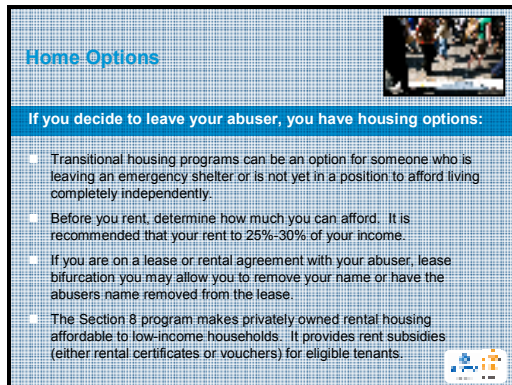 Home Options
If you decide to leave your abuser, you have housing options:
Transitional housing programs can be an option for someone who is
leaving an emergency shelter or is not yet in a position to afford living
completely independently.
Before you rent, determine how much you can afford.  It is
recommended that your rent to 25%-30% of your income.
If you are on a lease or rental agreement with your abuser, lease
bifurcation you may allow you to remove your name or have the
abusers name removed from the lease.
The Section 8 program makes privately owned rental housing
affordable to low-income households.  It provides rent subsidies
(either rental certificates or vouchers) for eligible tenants.